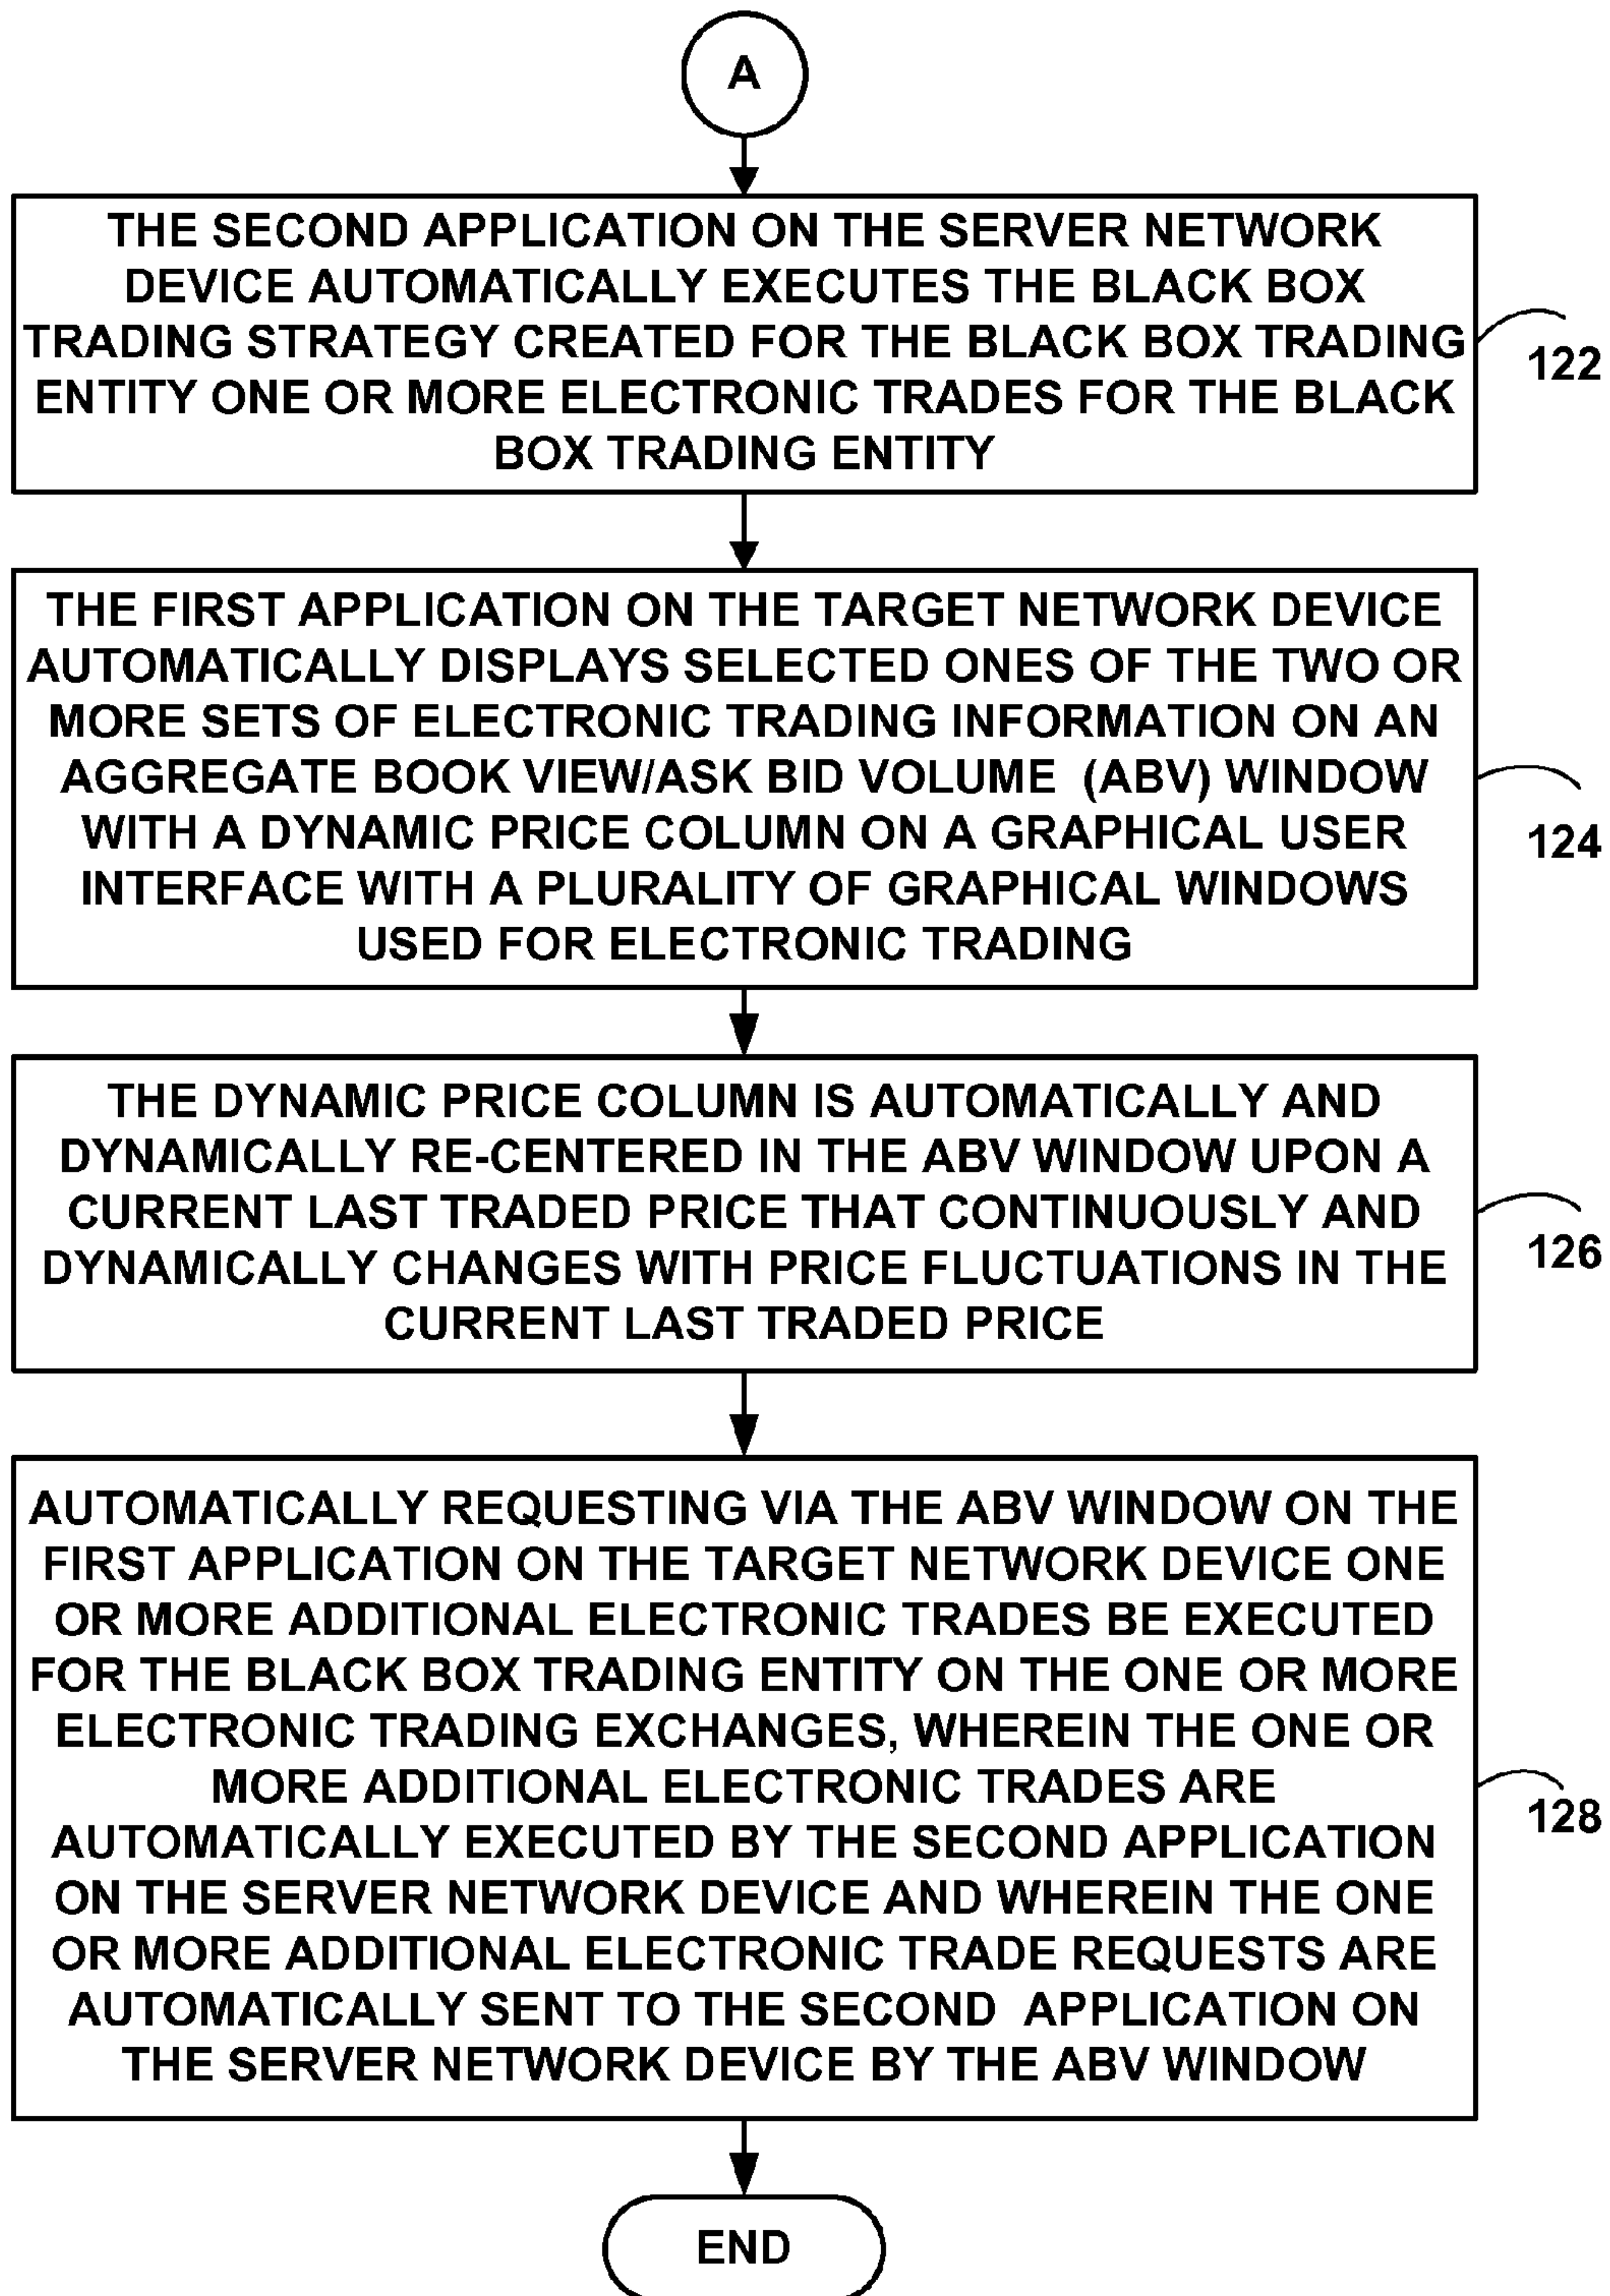 A
THE SECOND APPLICATION ON THE SERVER NETWORK
DEVICE AUTOMATICALLY EXECUTES THE BLACK BOX
TRADING STRATEGY CREATED FOR THE BLACK BOX TRADING
ENTITY ONE OR MORE ELECTRONIC TRADES FOR THE BLACK
BOX TRADING ENTITY
122
THE FIRST APPLICATION ON THE TARGET NETWORK DEVICE
AUTOMATICALLY DISPLAYS SELECTED ONES OF THE TWO OR
MORE SETS OF ELECTRONIC TRADING INFORMATION ON AN
AGGREGATE BOOK VIEW/ASK BID VOLUME (ABV) WINDOW
WITH A DYNAMIC PRICE COLUMN ON A GRAPHICAL USER
INTERFACE WITH A PLURALITY OF GRAPHICAL WINDOWS
USED FOR ELECTRONIC TRADING
124
THE DYNAMIC PRICE COLUMN IS AUTOMATICALLY AND
DYNAMICALLY RE-CENTERED IN THE ABV WINDOW UPON A
CURRENT LAST TRADED PRICE THAT CONTINUOUSLY AND
DYNAMICALLY CHANGES WITH PRICE FLUCTUATIONS IN THE
CURRENT LAST TRADED PRICE
126
AUTOMATICALLY REQUESTING VIA THE ABV WINDOW ON THE
FIRST APPLICATION ON THE TARGET NETWORK DEVICE ONE
OR MORE ADDITIONAL ELECTRONIC TRADES BE EXECUTED
FOR THE BLACK BOX TRADING ENTITY ON THE ONE OR MORE
ELECTRONIC TRADING EXCHANGES, WHEREIN THE ONE OR
MORE ADDITIONAL ELECTRONIC TRADES ARE
AUTOMATICALLY EXECUTED BY THE SECOND APPLICATION
ON THE SERVER NETWORK DEVICE AND WHEREIN THE ONE
OR MORE ADDITIONAL ELECTRONIC TRADE REQUESTS ARE
AUTOMATICALLY SENT TO THE SECOND APPLICATION ON
THE SERVER NETWORK DEVICE BY THE ABV WINDOW
128
END